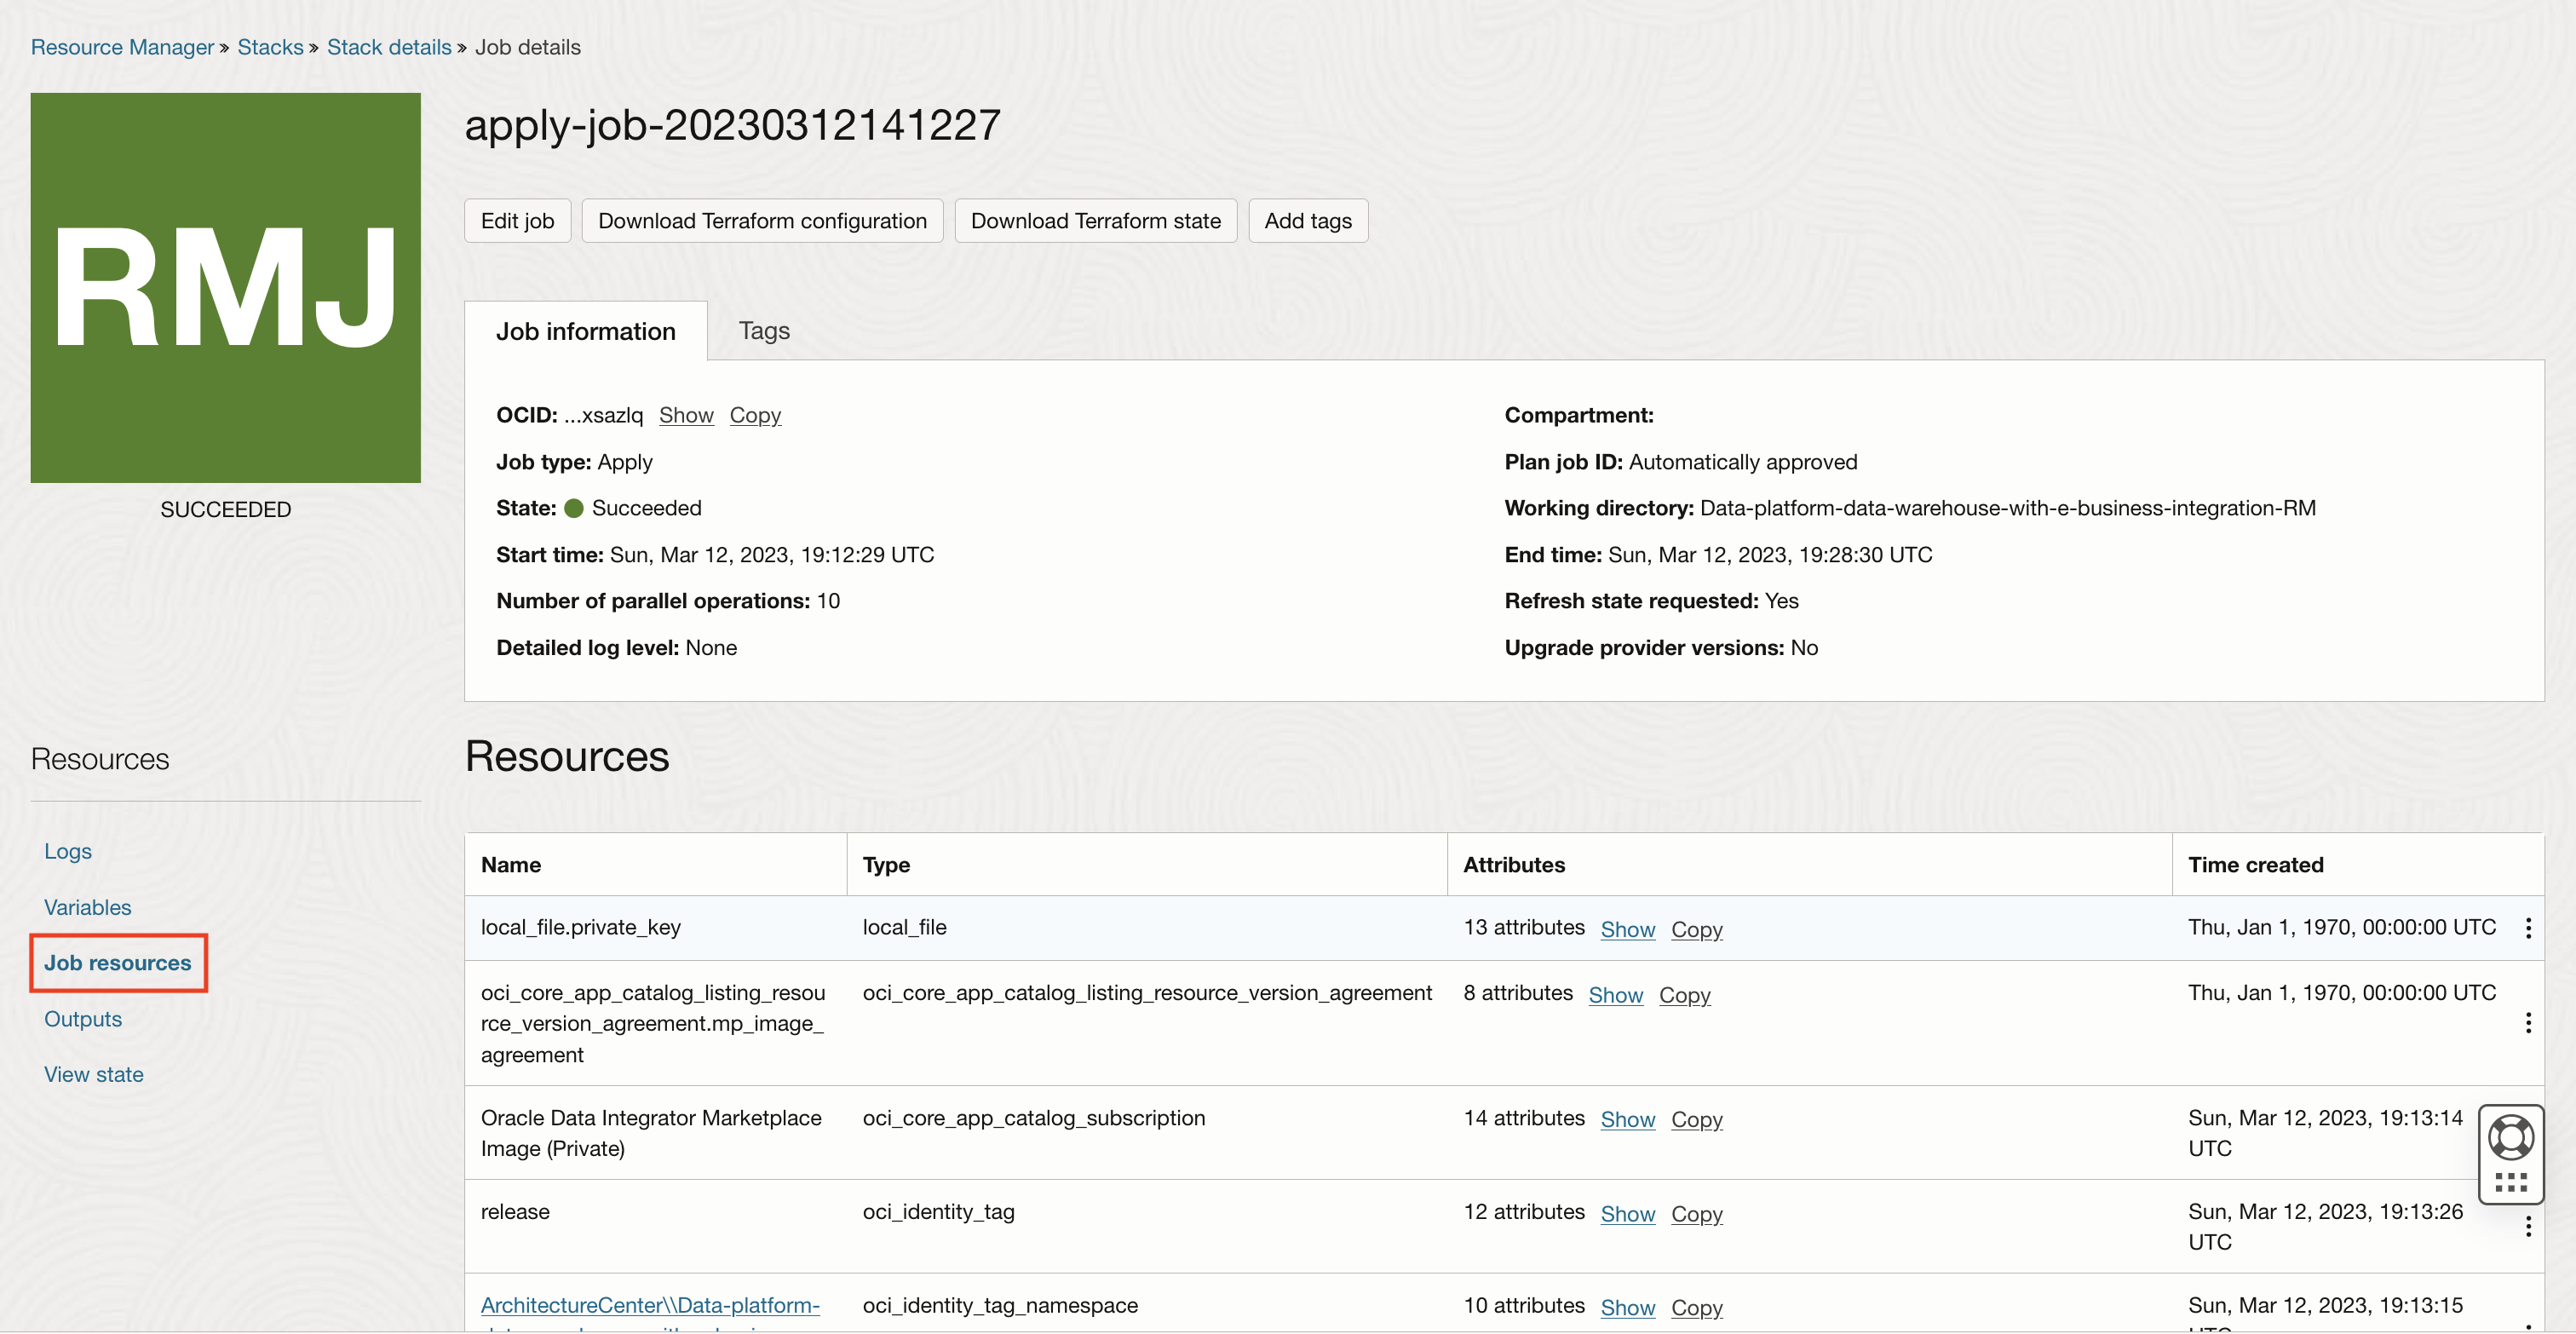 Resource Manager » Stacks » Stack details » Job details
RMJ
SUCCEEDED
apply-job-20230312141227
Edit job Download Terraform configuration Download Terraform state Add tags
Job information Tags
OCID: ...xsazlq Show Copy
Job type: Apply
State: Succeeded
Start time: Sun, Mar 12, 2023, 19:12:29 UTC
Number of parallel operations: 10
Detailed log level: None
Compartment:
Plan job ID: Automatically approved
Working directory: Data-platform-data-warehouse-with-e-business-integration-RM
End time: Sun, Mar 12, 2023, 19:28:30 UTC
Refresh state requested: Yes
Upgrade provider versions: No
Resources
Logs
Variables
Job resources
Outputs
View state
Resources
Name Type Attributes Time created
local_file.private_key local_file 13 attributes Show Copy Thu, Jan 1, 1970, 00:00:00 UTC
oci_core_app_catalog_listing_resou oci_core_app_catalog_listing_resource_version_agreement 8 attributes Show Copy Thu, Jan 1, 1970, 00:00:00 UTC
rce_version_agreement.mp_image_
agreement
Oracle Data Integrator Marketplace oci_core_app_catalog_subscription 14 attributes Show Copy Sun, Mar 12, 2023, 19:13:14
Image (Private) UTC
release oci_identity_tag 12 attributes Show Copy Sun, Mar 12, 2023, 19:13:26
UTC
ArchitectureCenter\\Data-platform- oci_identity_tag_namespace 10 attributes Show Copy Sun, Mar 12, 2023, 19:13:15